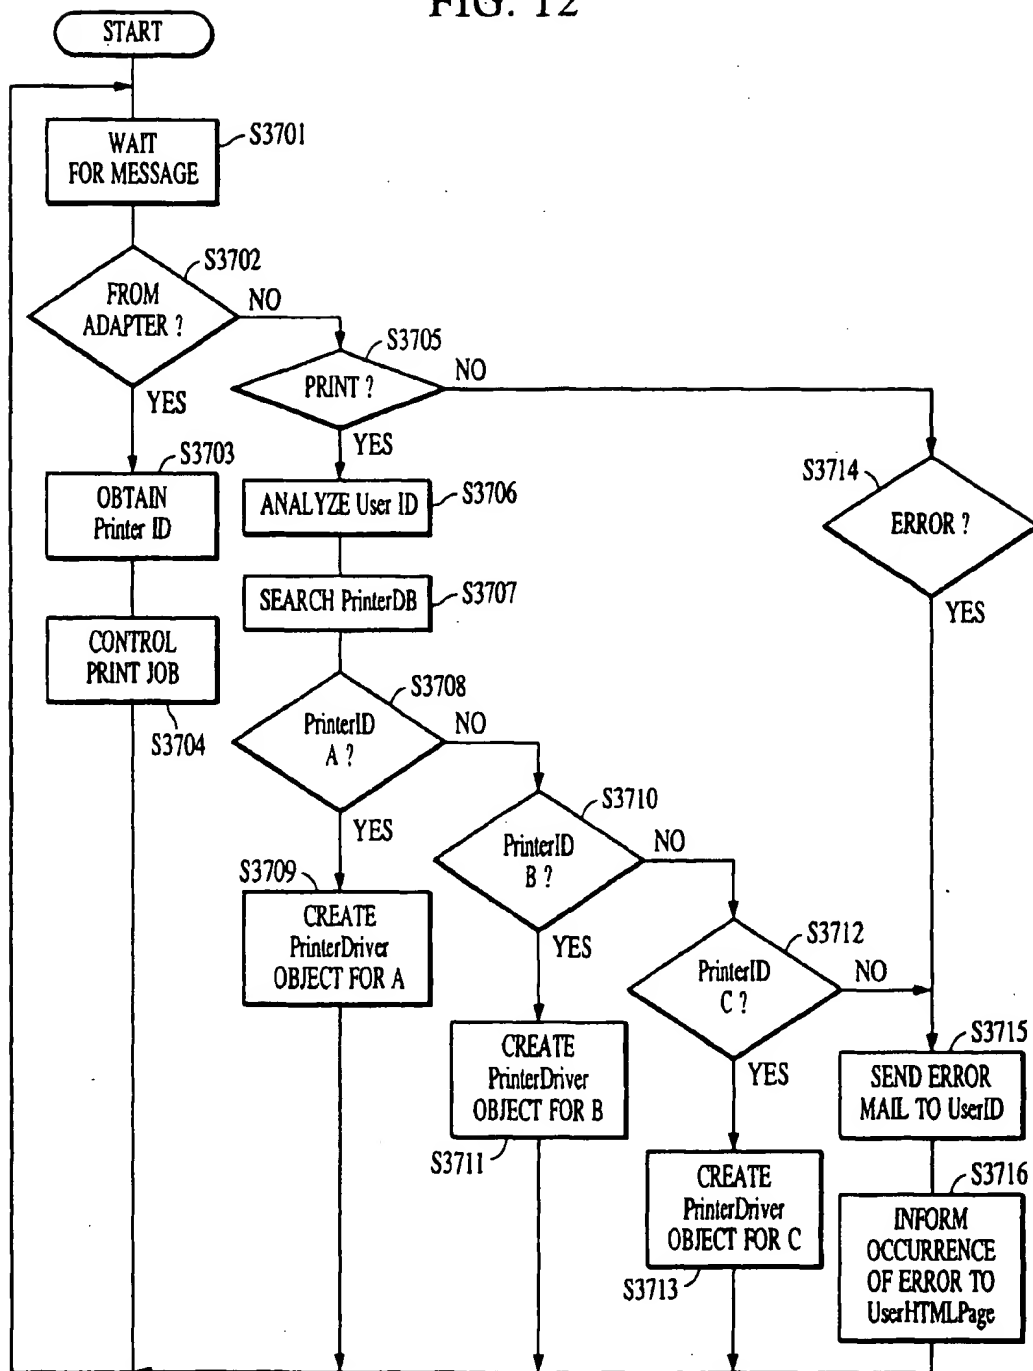 FIG. 12
START
WAIT
FOR MESSAGE
S3701
FROM
ADAPTER ?
S3702
NO
YES
S3705
PRINT ?
NO
YES
S3703
OBTAIN
Printer ID
ANALYZE User ID
S3706
S3714
ERROR ?
YES
SEARCH PrinterDB
S3707
CONTROL
PRINT JOB
S3704
S3708
PrinterID
A ?
NO
YES
S3710
PrinterID
B ?
NO
YES
S3709
CREATE
PrinterDriver
OBJECT FOR A
S3712
PrinterID
C ?
NO
YES
CREATE
PrinterDriver
OBJECT FOR B
S3711
S3715
SEND ERROR
MAIL TO UserID
CREATE
PrinterDriver
OBJECT FOR C
S3713
S3716
INFORM
OCCURRENCE
OF ERROR TO
UserHTMLPage